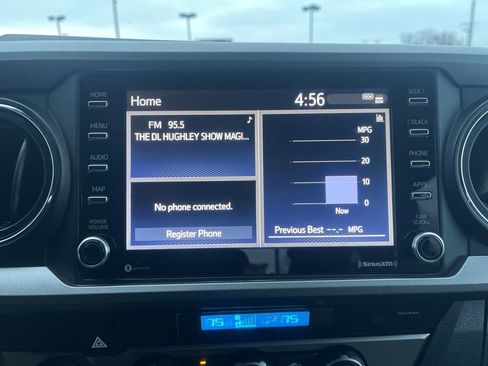 HOME
MENU
AUDIO
MAP
POWER
VOLUME
Home
4:56
DCM
FM 95.5
THE DL HUGHLEY SHOW MAGI...
No phone connected.
Register Phone
MPG
30
20
10
0
Now
Previous Best --.- MPG
SEEK >
< TRACK
PHONE
APPS
TUNE
SCROLL
SiriusXM
75
75